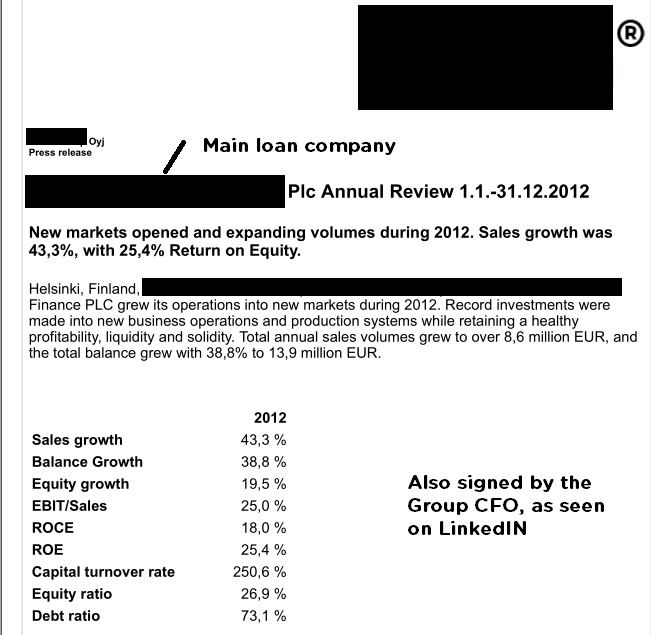 ®
Oyj
Press release
Main loan company
Plc Annual Review 1.1.-31.12.2012
New markets opened and expanding volumes during 2012. Sales growth was
43,3%, with 25,4% Return on Equity.
Helsinki, Finland,
Finance PLC grew its operations into new markets during 2012. Record investments were
made into new business operations and production systems while retaining a healthy
profitability, liquidity and solidity. Total annual sales volumes grew to over 8,6 million EUR, and
the total balance grew with 38,8% to 13,9 million EUR.
2012
Sales growth 43,3 %
Balance Growth 38,8 %
Equity growth 19,5 %
EBIT/Sales 25,0 %
ROCE 18,0 %
ROE 25,4 %
Capital turnover rate 250,6 %
Equity ratio 26,9 %
Debt ratio 73,1 %
Also signed by the
Group CFO, as seen
on LinkedIN